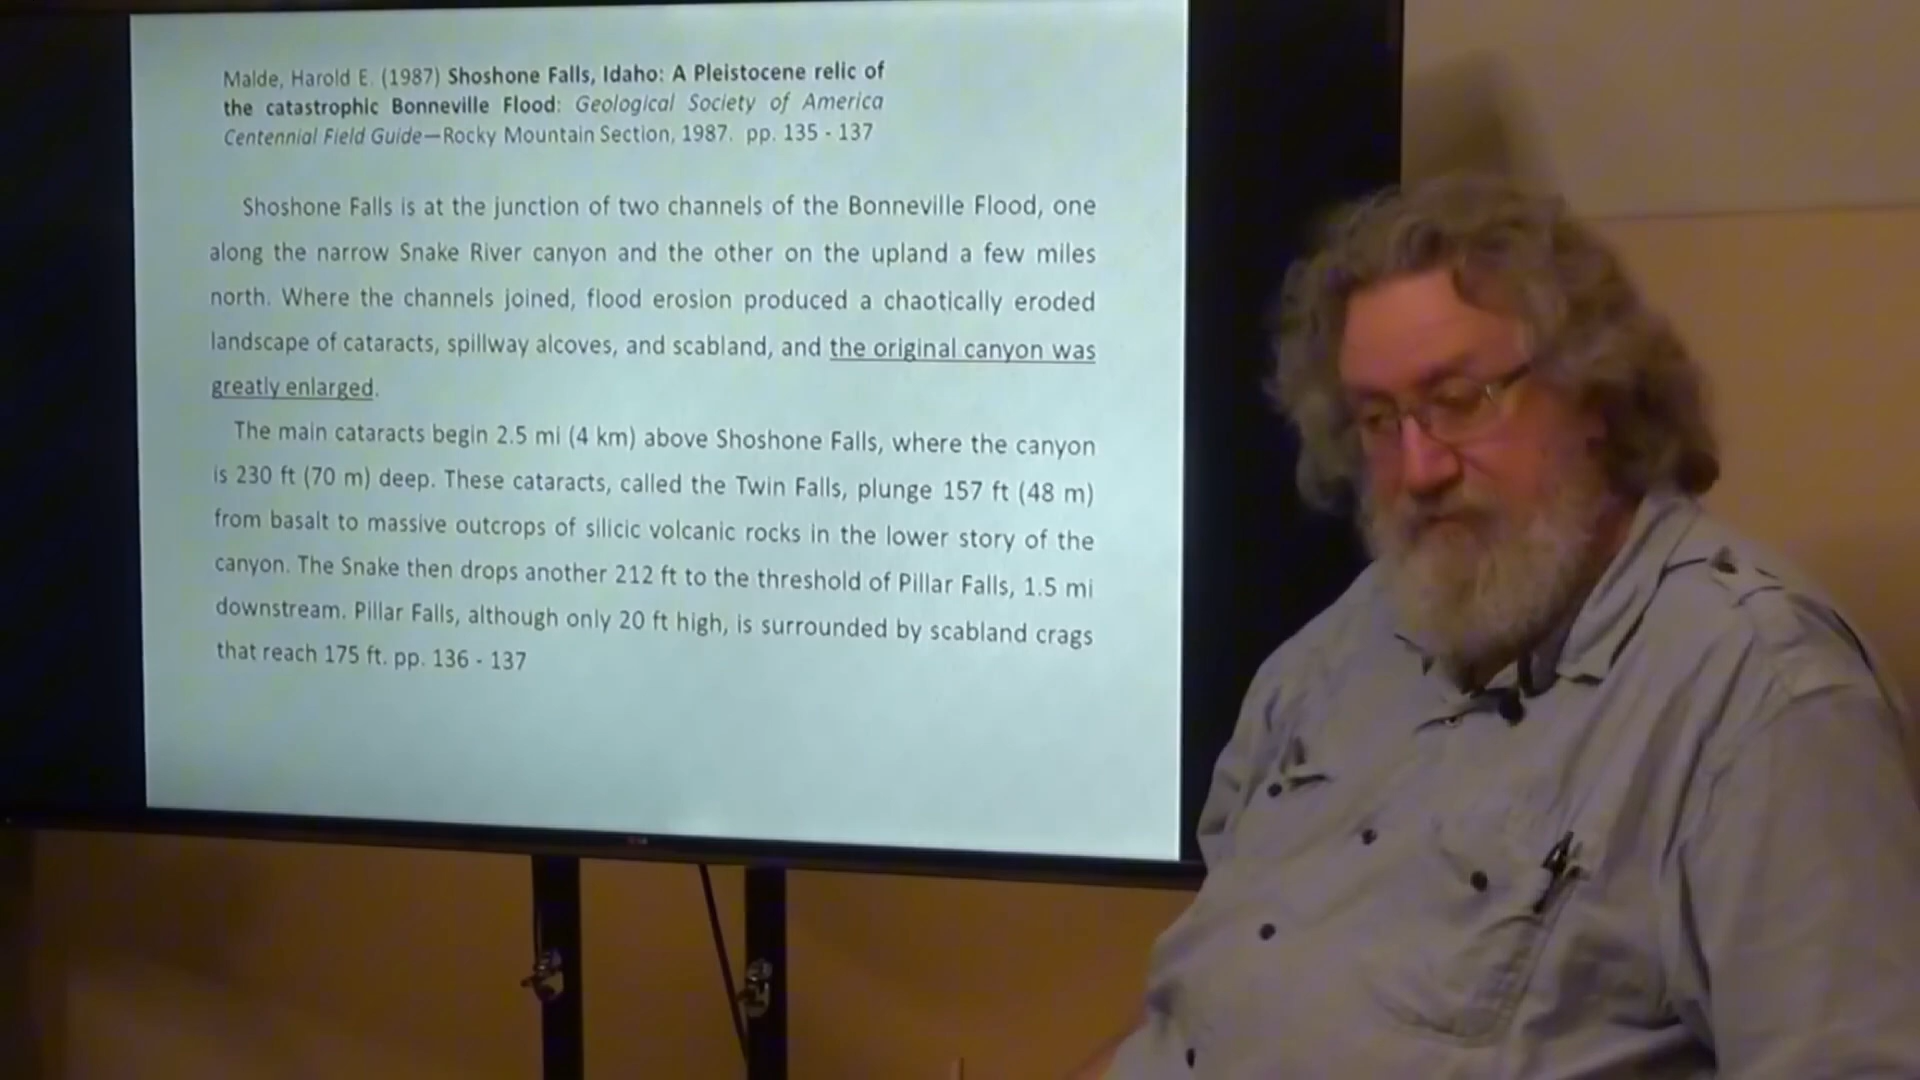 Malde, Harold E. (1987) Shoshone Falls, Idaho: A Pleistocene relic of
the catastrophic Bonneville Flood: Geological Society of America
Centennial Field Guide—Rocky Mountain Section, 1987. pp. 135 - 137
Shoshone Falls is at the junction of two channels of the Bonneville Flood, one
along the narrow Snake River canyon and the other on the upland a few miles
north. Where the channels joined, flood erosion produced a chaotically eroded
landscape of cataracts, spillway alcoves, and scabland, and the original canyon was
greatly enlarged.
The main cataracts begin 2.5 mi (4 km) above Shoshone Falls, where the canyon
is 230 ft (70 m) deep. These cataracts, called the Twin Falls, plunge 157 ft (48 m)
from basalt to massive outcrops of silicic volcanic rocks in the lower story of the
canyon. The Snake then drops another 212 ft to the threshold of Pillar Falls, 1.5 mi
downstream. Pillar Falls, although only 20 ft high, is surrounded by scabland crags
that reach 175 ft. pp. 136 - 137